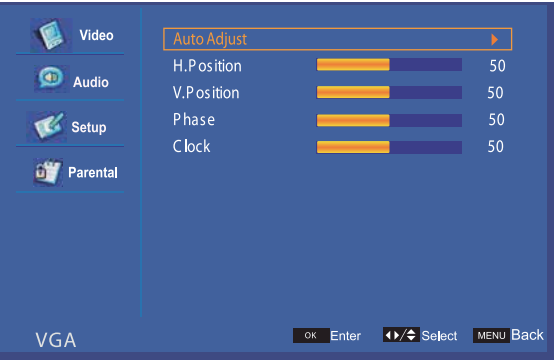 Video
Audio
Setup
Parental
Auto Adjust
H.Position 50
V.Position 50
Phase 50
Clock 50
VGA
OK Enter Select MENU Back